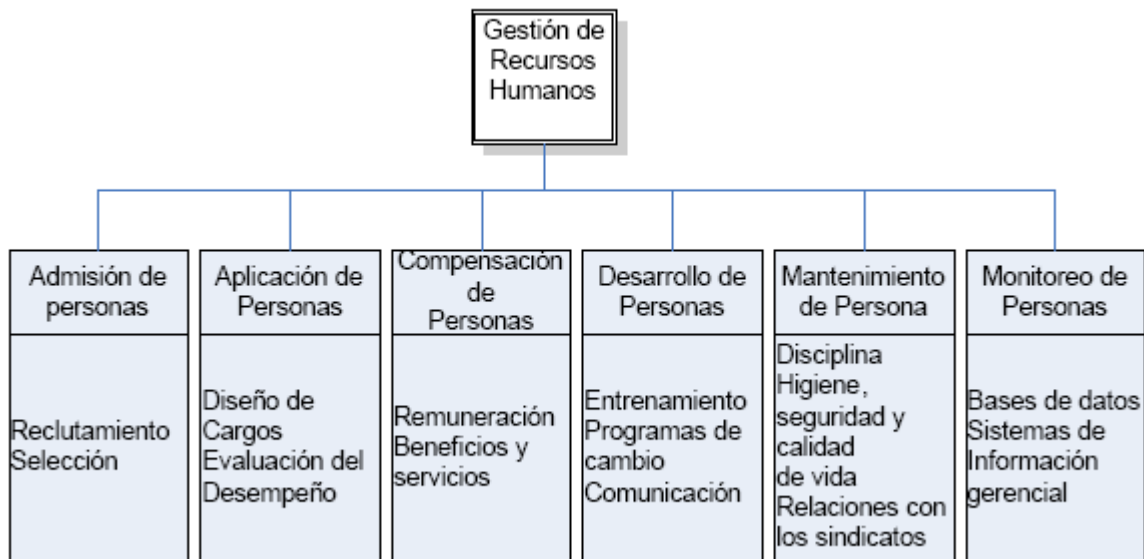 Gestión de
Recursos
Humanos
Admisión de
personas
Reclutamiento
Selección
Aplicación de
Personas
Diseño de
Cargos
Evaluación del
Desempeño
Compensación
de
Personas
Remuneración
Beneficios y
servicios
Desarrollo de
Personas
Entrenamiento
Programas de
cambio
Comunicación
Mantenimiento
de Persona
Disciplina
Higiene,
seguridad y
calidad
de vida
Relaciones con
los sindicatos
Monitoreo de
Personas
Bases de datos
Sistemas de
Información
gerencial